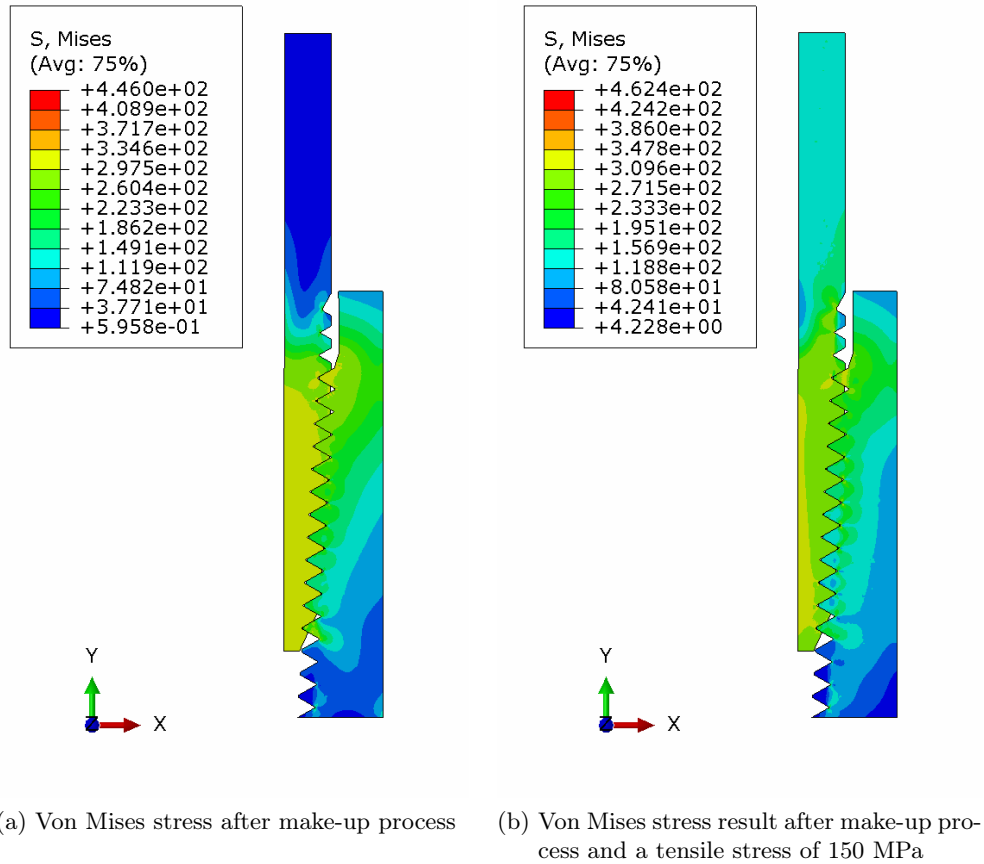 S, Mises
(Avg: 75%)
+4.460e+02
+4.089e+02
+3.717e+02
+3.346e+02
+2.975e+02
+2.604e+02
+2.233e+02
+1.862e+02
+1.491e+02
+1.119e+02
+7.482e+01
+3.771e+01
+5.958e-01
Y
Z
X
S, Mises
(Avg: 75%)
+4.624e+02
+4.242e+02
+3.860e+02
+3.478e+02
+3.096e+02
+2.715e+02
+2.333e+02
+1.951e+02
+1.569e+02
+1.188e+02
+8.058e+01
+4.241e+01
+4.228e+00
Y
Z
X
a) Von Mises stress after make-up process
(b) Von Mises stress result after make-up pro-
cess and a tensile stress of 150 MPa